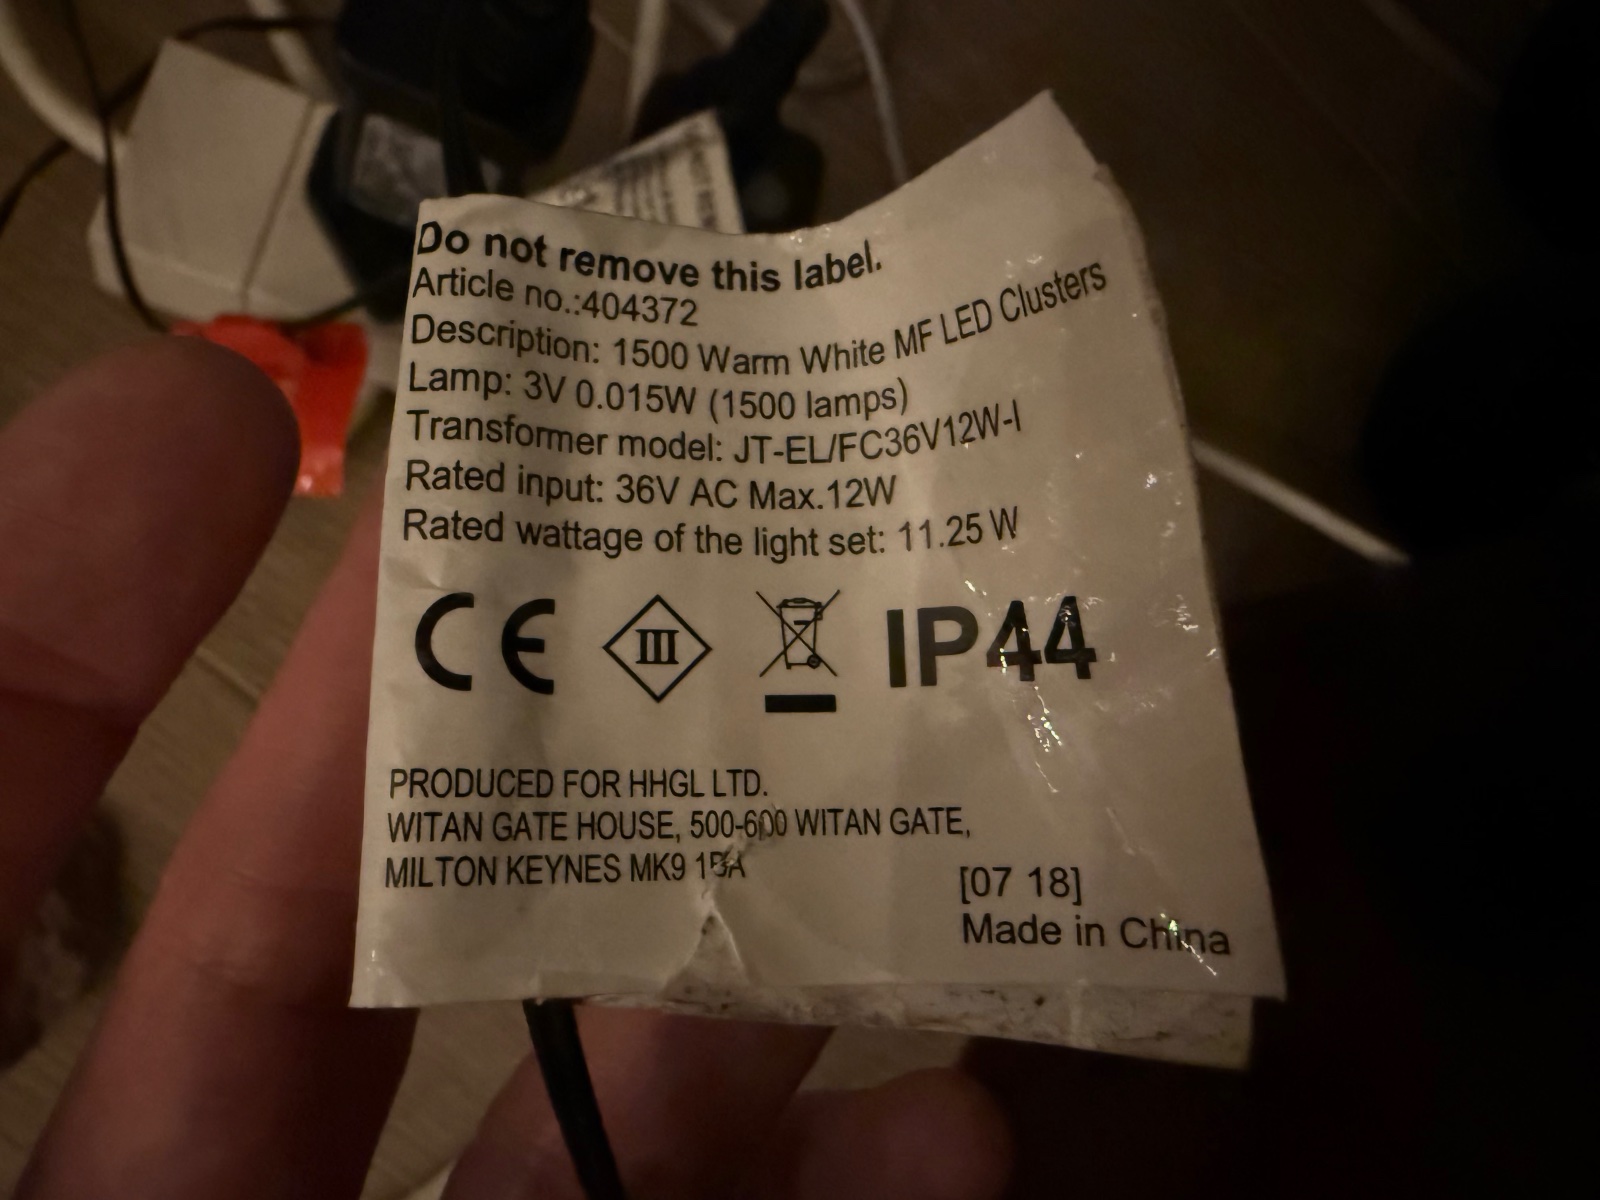 Do not remove this label.
Article no.:404372
Description: 1500 Warm White MF LED Clusters
Lamp: 3V 0.015W (1500 lamps)
Transformer model: JT-EL/FC36V12W-I
Rated input: 36V AC Max.12W
Rated wattage of the light set: 11.25 W
CE III IP44
PRODUCED FOR HHGL LTD.
WITAN GATE HOUSE, 500-600 WITAN GATE,
MILTON KEYNES MK9
[07 18]
Made in China